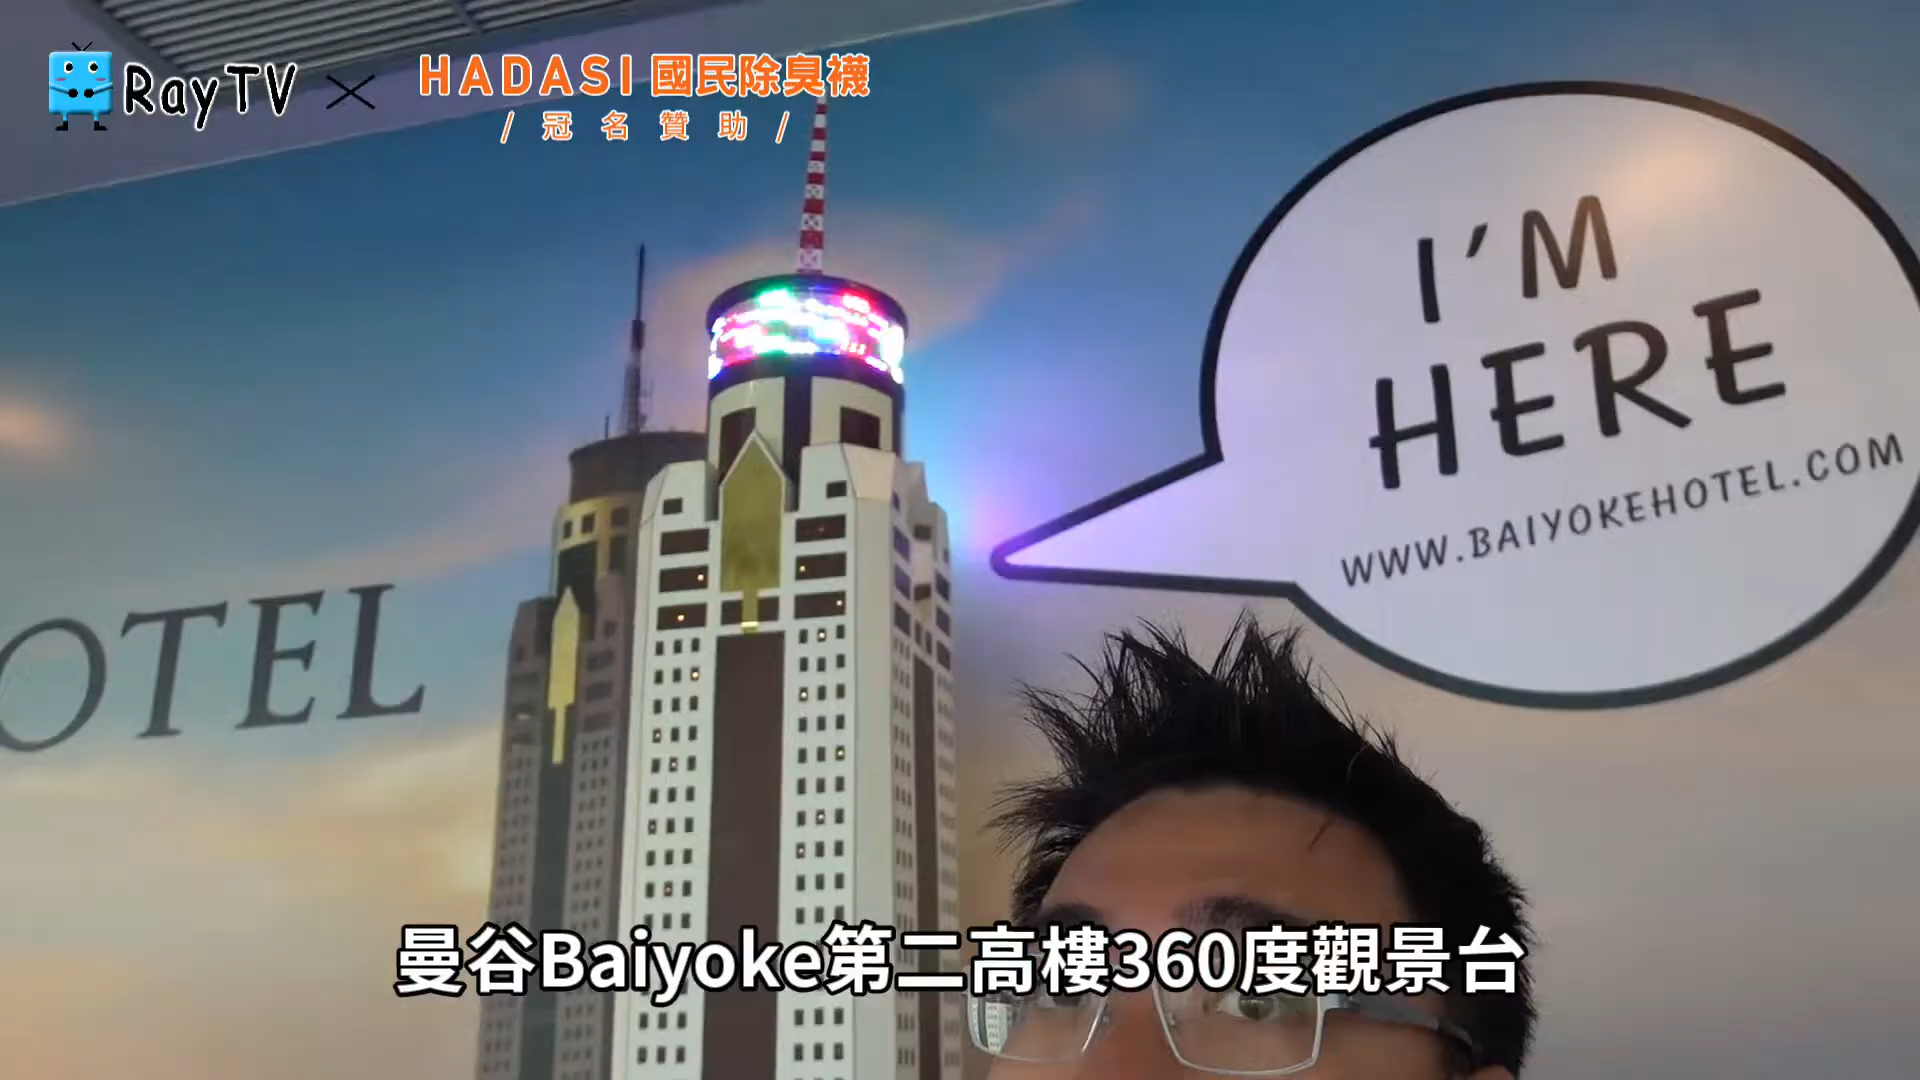 RayTV × HADASI 國民除臭襪
/ 冠名贊助 /
I'M
HERE
WWW.BAIYOKEHOTEL.COM
OTEL
曼谷Baiyoke第二高樓360度觀景台